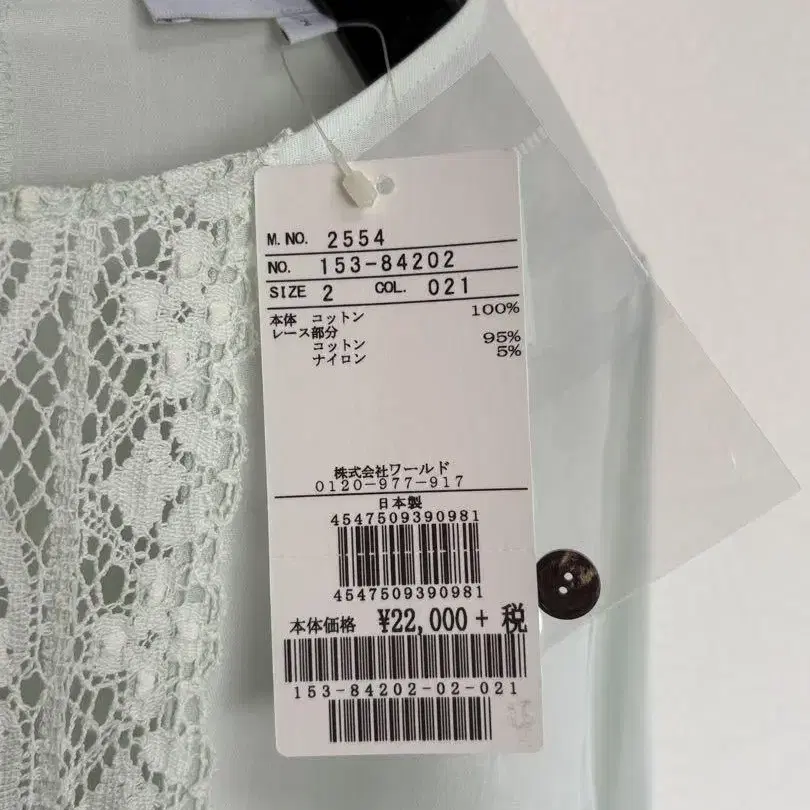 M. NO. 2554
NO. 153-84202
SIZE 2 COL. 021
本体 コットン 100%
レース部分
コットン 95%
ナイロン 5%
株式会社ワールド
0120-977-917
日本製
4547509390981
4547509390981
本体価格 ¥22,000 + 税
153-84202-02-021